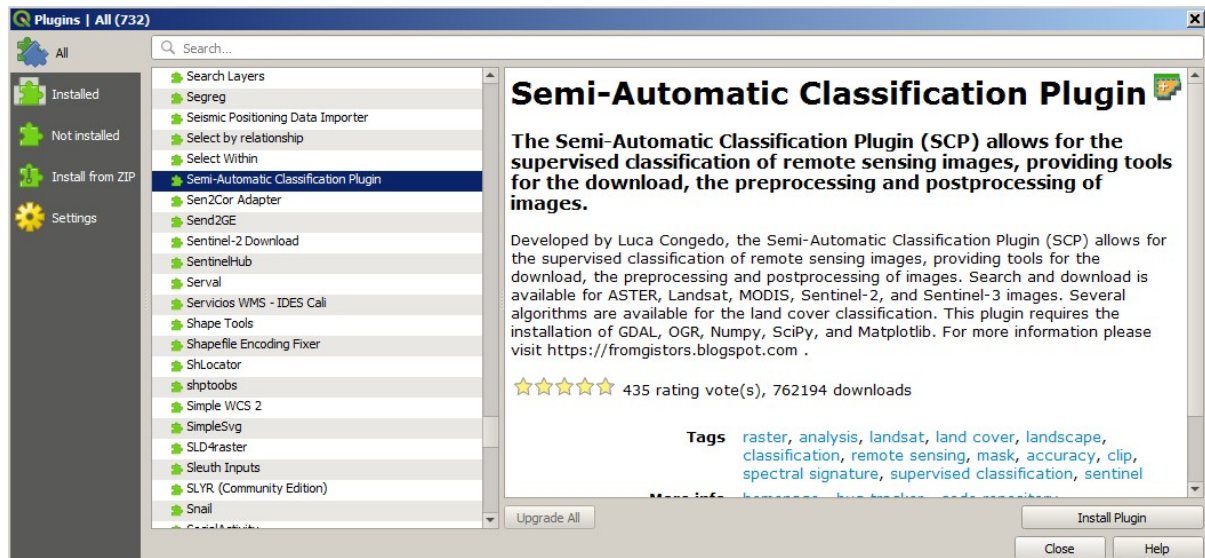 Plugins | All (732)
All
Installed
Not installed
Install from ZIP
Settings
Search...
Search Layers
Segreg
Seismic Positioning Data Importer
Select by relationship
Select Within
Semi-Automatic Classification Plugin
Sen2Cor Adapter
Send2GE
Sentinel-2 Download
SentinelHub
Serval
Servicios WMS - IDES Cali
Shape Tools
Shapefile Encoding Fixer
ShLocator
shptoobs
Simple WCS 2
SimpleSvg
SLD4raster
Sleuth Inputs
SLYR (Community Edition)
Snail
SocialActivity
Semi-Automatic Classification Plugin
The Semi-Automatic Classification Plugin (SCP) allows for the
supervised classification of remote sensing images, providing tools
for the download, the preprocessing and postprocessing of
images.
Developed by Luca Congedo, the Semi-Automatic Classification Plugin (SCP) allows for
the supervised classification of remote sensing images, providing tools for the
download, the preprocessing and postprocessing of images. Search and download is
available for ASTER, Landsat, MODIS, Sentinel-2, and Sentinel-3 images. Several
algorithms are available for the land cover classification. This plugin requires the
installation of GDAL, OGR, Numpy, SciPy, and Matplotlib. For more information please
visit https://fromgistors.blogspot.com .
435 rating vote(s), 762194 downloads
Tags raster, analysis, landsat, land cover, landscape,
classification, remote sensing, mask, accuracy, clip,
spectral signature, supervised classification, sentinel
More info homepage bug tracker code repository
Upgrade All
Install Plugin
Close
Help